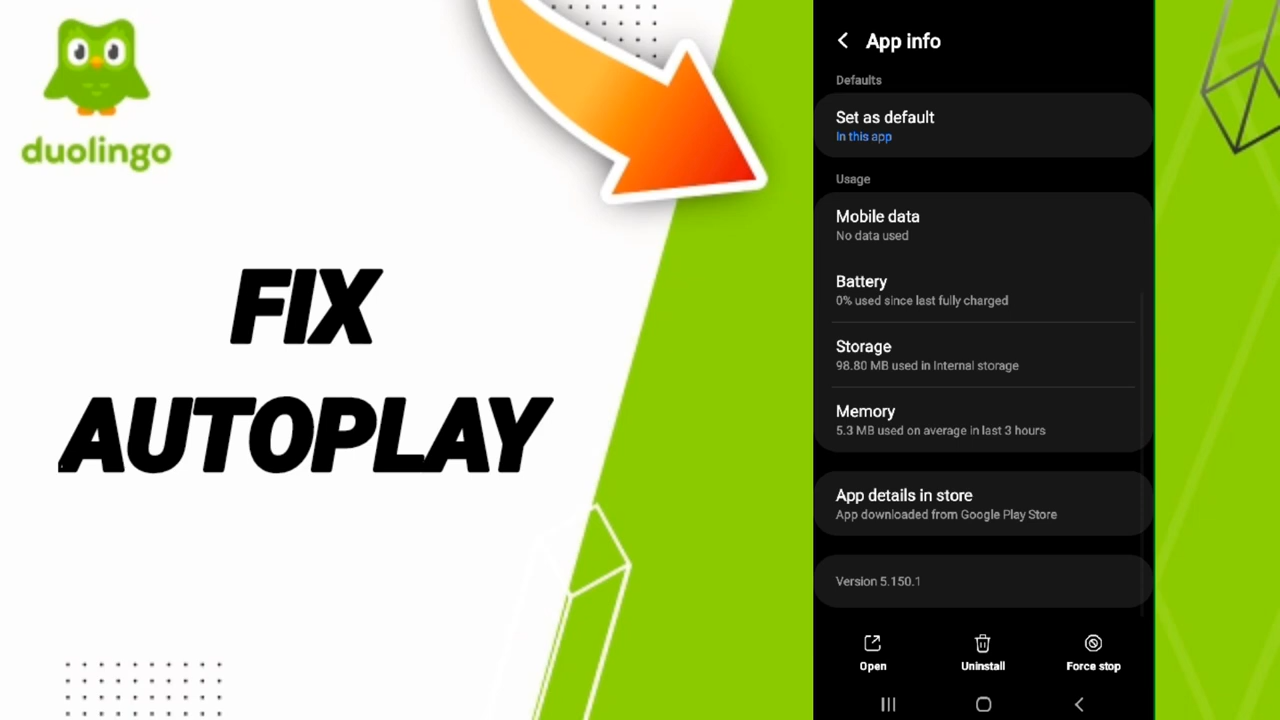 duolingo
FIX
AUTOPLAY
App info
Defaults
Set as default
In this app
Usage
Mobile data
No data used
Battery
0% used since last fully charged
Storage
98.80 MB used in Internal storage
Memory
5.3 MB used on average in last 3 hours
App details in store
App downloaded from Google Play Store
Version 5.150.1
Open
Uninstall
Force stop